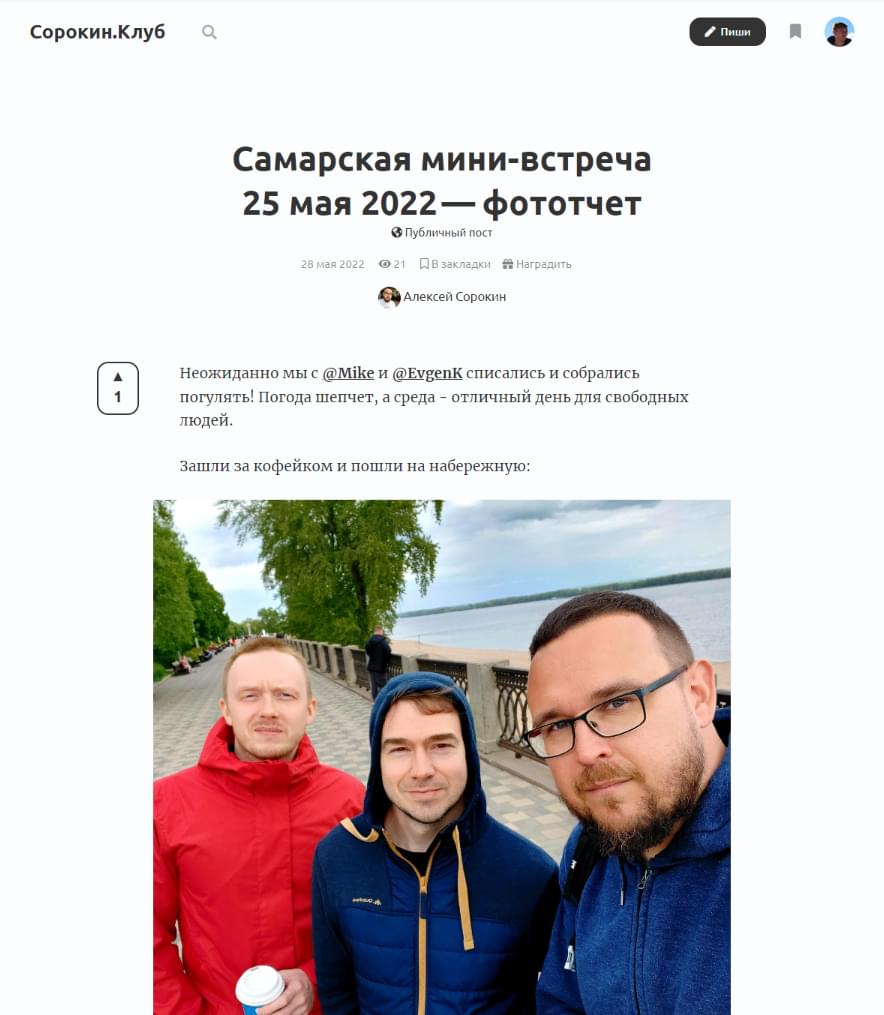 Сорокин.Клуб
Пиши
Самарская мини-встреча
25 мая 2022 — фототчет
Публичный пост
28 мая 2022 21 В закладки Наградить
Алексей Сорокин
▲
1
Неожиданно мы с @Mike и @EvgenK списались и собрались
погулять! Погода шепчет, а среда - отличный день для свободных
людей.
Зашли за кофейком и пошли на набережную: